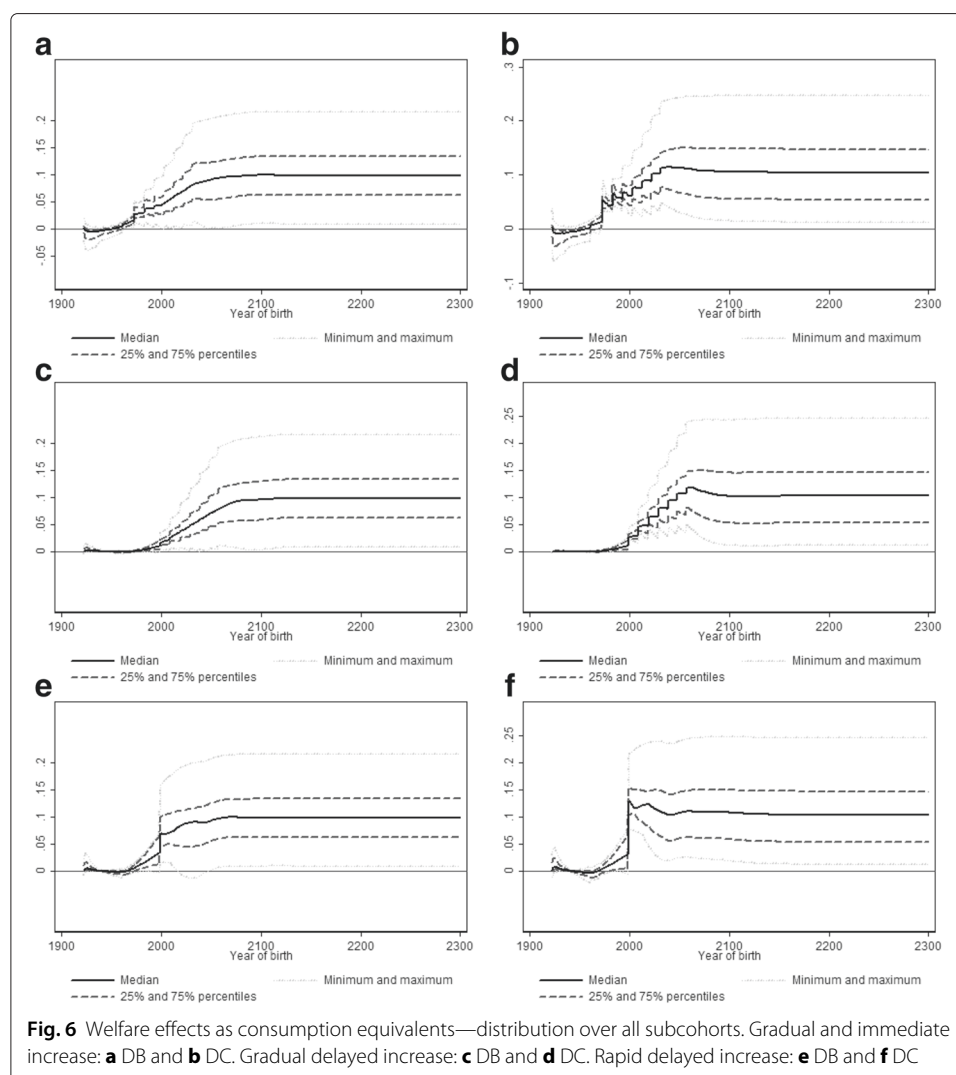 a
.2
.15
.1
.05
0
-.05
1900 2000 2100 2200 2300
Year of birth
Median Minimum and maximum
25% and 75% percentiles
b
.3
.2
.1
0
-.1
1900 2000 2100 2200 2300
Year of birth
Median Minimum and maximum
25% and 75% percentiles
c
.2
.15
.1
.05
0
1900 2000 2100 2200 2300
Year of birth
Median Minimum and maximum
25% and 75% percentiles
d
.25
.2
.15
.1
.05
0
1900 2000 2100 2200 2300
Year of birth
Median Minimum and maximum
25% and 75% percentiles
e
.2
.15
.1
.05
0
1900 2000 2100 2200 2300
Year of birth
Median Minimum and maximum
25% and 75% percentiles
f
.25
.2
.15
.1
.05
0
1900 2000 2100 2200 2300
Year of birth
Median Minimum and maximum
25% and 75% percentiles
Fig. 6 Welfare effects as consumption equivalents—distribution over all subcohorts. Gradual and immediate
increase: a DB and b DC. Gradual delayed increase: c DB and d DC. Rapid delayed increase: e DB and f DC